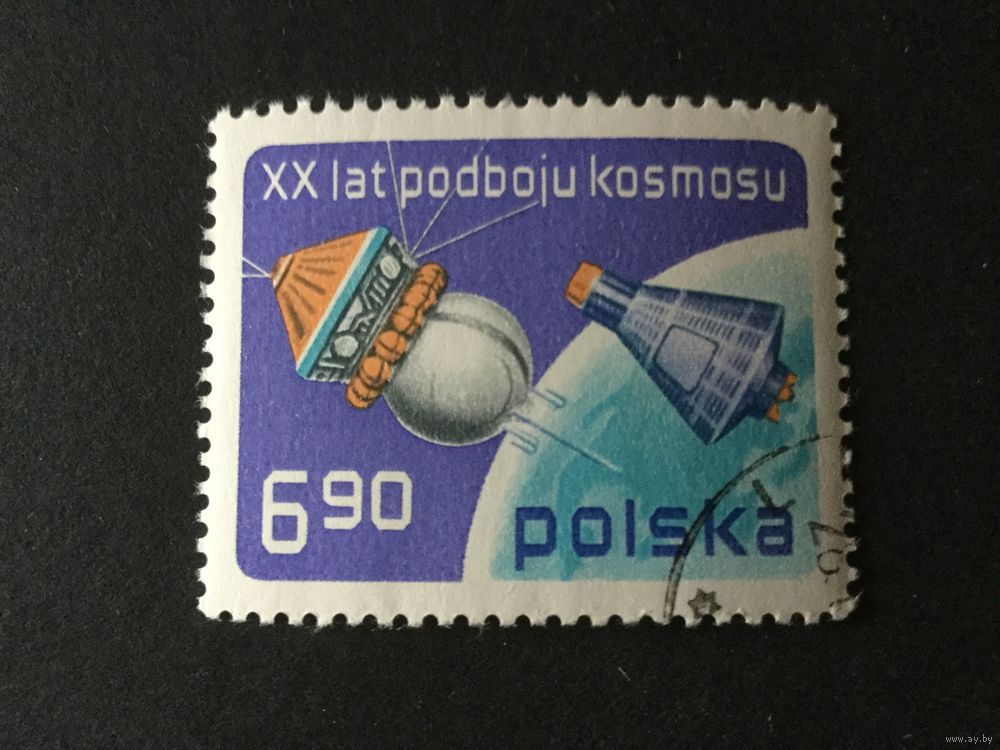 XX lat podboju kosmosu
6 90
polska
www.ay.by